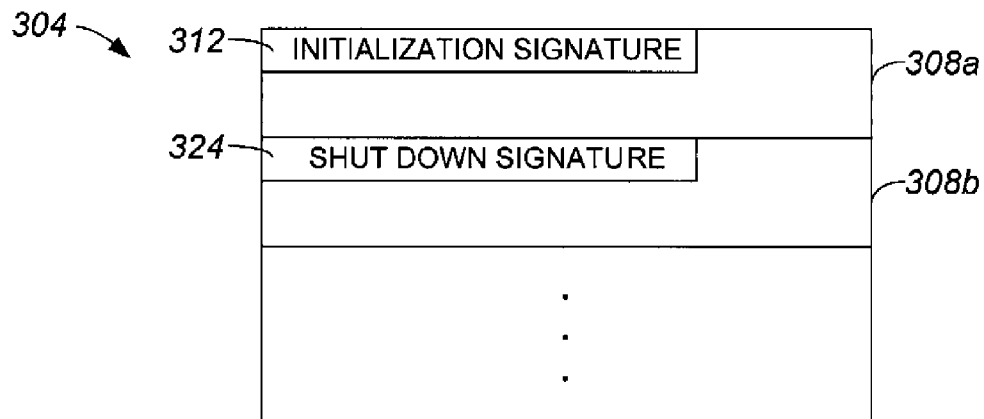 304
312 INITIALIZATION SIGNATURE
308a
324 SHUT DOWN SIGNATURE
308b